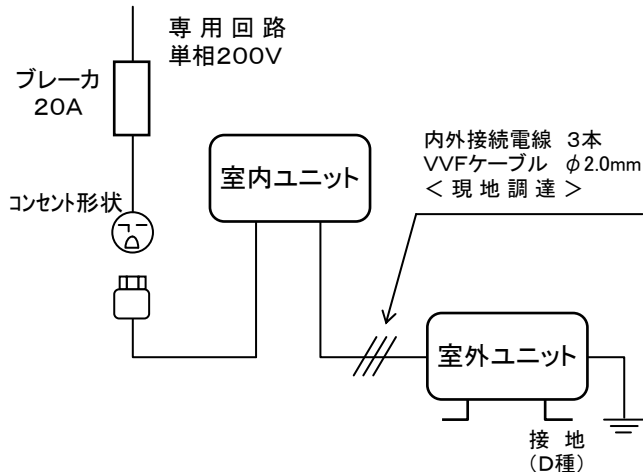 専用回路
単相200V
ブレーカ
20A
コンセント形状
室内ユニット
内外接続電線 3本
VVFケーブル φ2.0mm
＜現地調達＞
室外ユニット
接 地
（D種）